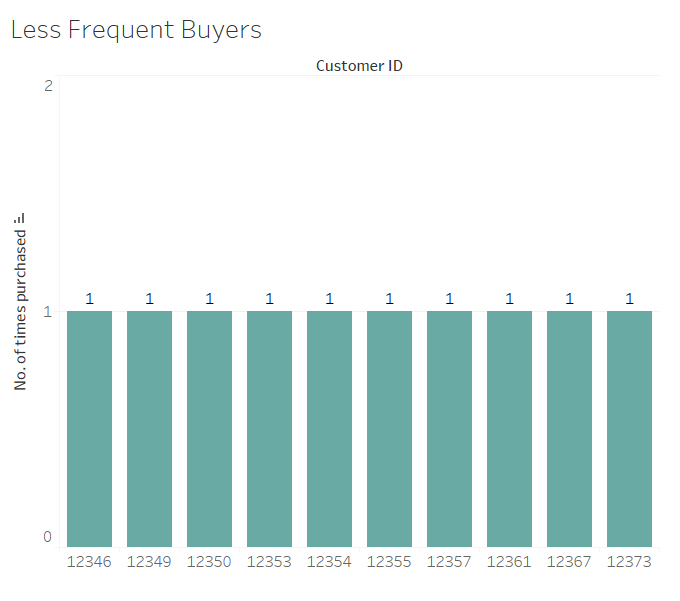 Less Frequent Buyers
Customer ID
No. of times purchased
2
1
0
1 1 1 1 1 1 1 1 1 1
12346 12349 12350 12353 12354 12355 12357 12361 12367 12373